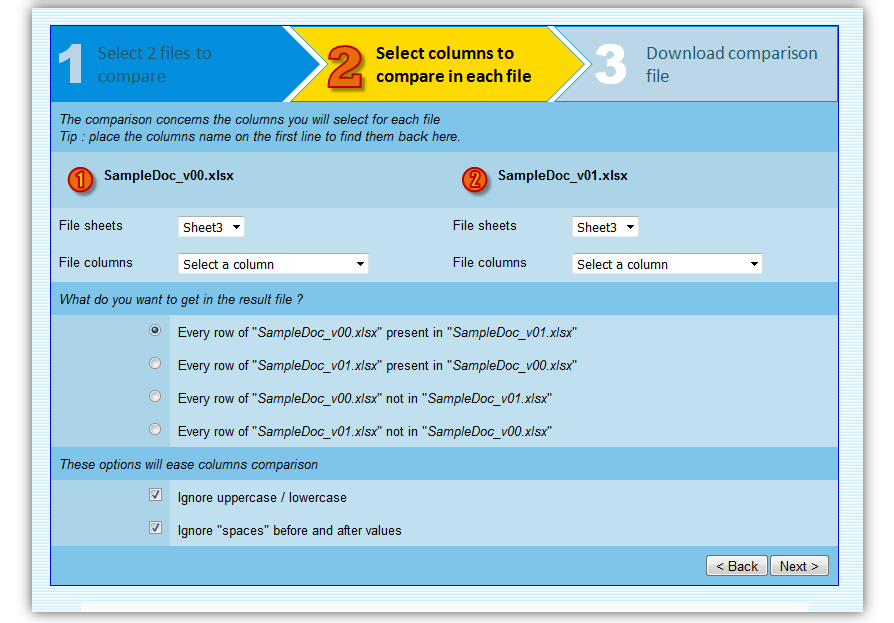 1 Select 2 files to
compare
2 Select columns to
compare in each file
3 Download comparison
file
The comparison concerns the columns you will select for each file
Tip : place the columns name on the first line to find them back here.
1 SampleDoc_v00.xlsx
2 SampleDoc_v01.xlsx
File sheets Sheet3
File sheets Sheet3
File columns Select a column
File columns Select a column
What do you want to get in the result file ?
Every row of "SampleDoc_v00.xlsx" present in "SampleDoc_v01.xlsx"
Every row of "SampleDoc_v01.xlsx" present in "SampleDoc_v00.xlsx"
Every row of "SampleDoc_v00.xlsx" not in "SampleDoc_v01.xlsx"
Every row of "SampleDoc_v01.xlsx" not in "SampleDoc_v00.xlsx"
These options will ease columns comparison
Ignore uppercase / lowercase
Ignore "spaces" before and after values
< Back Next >